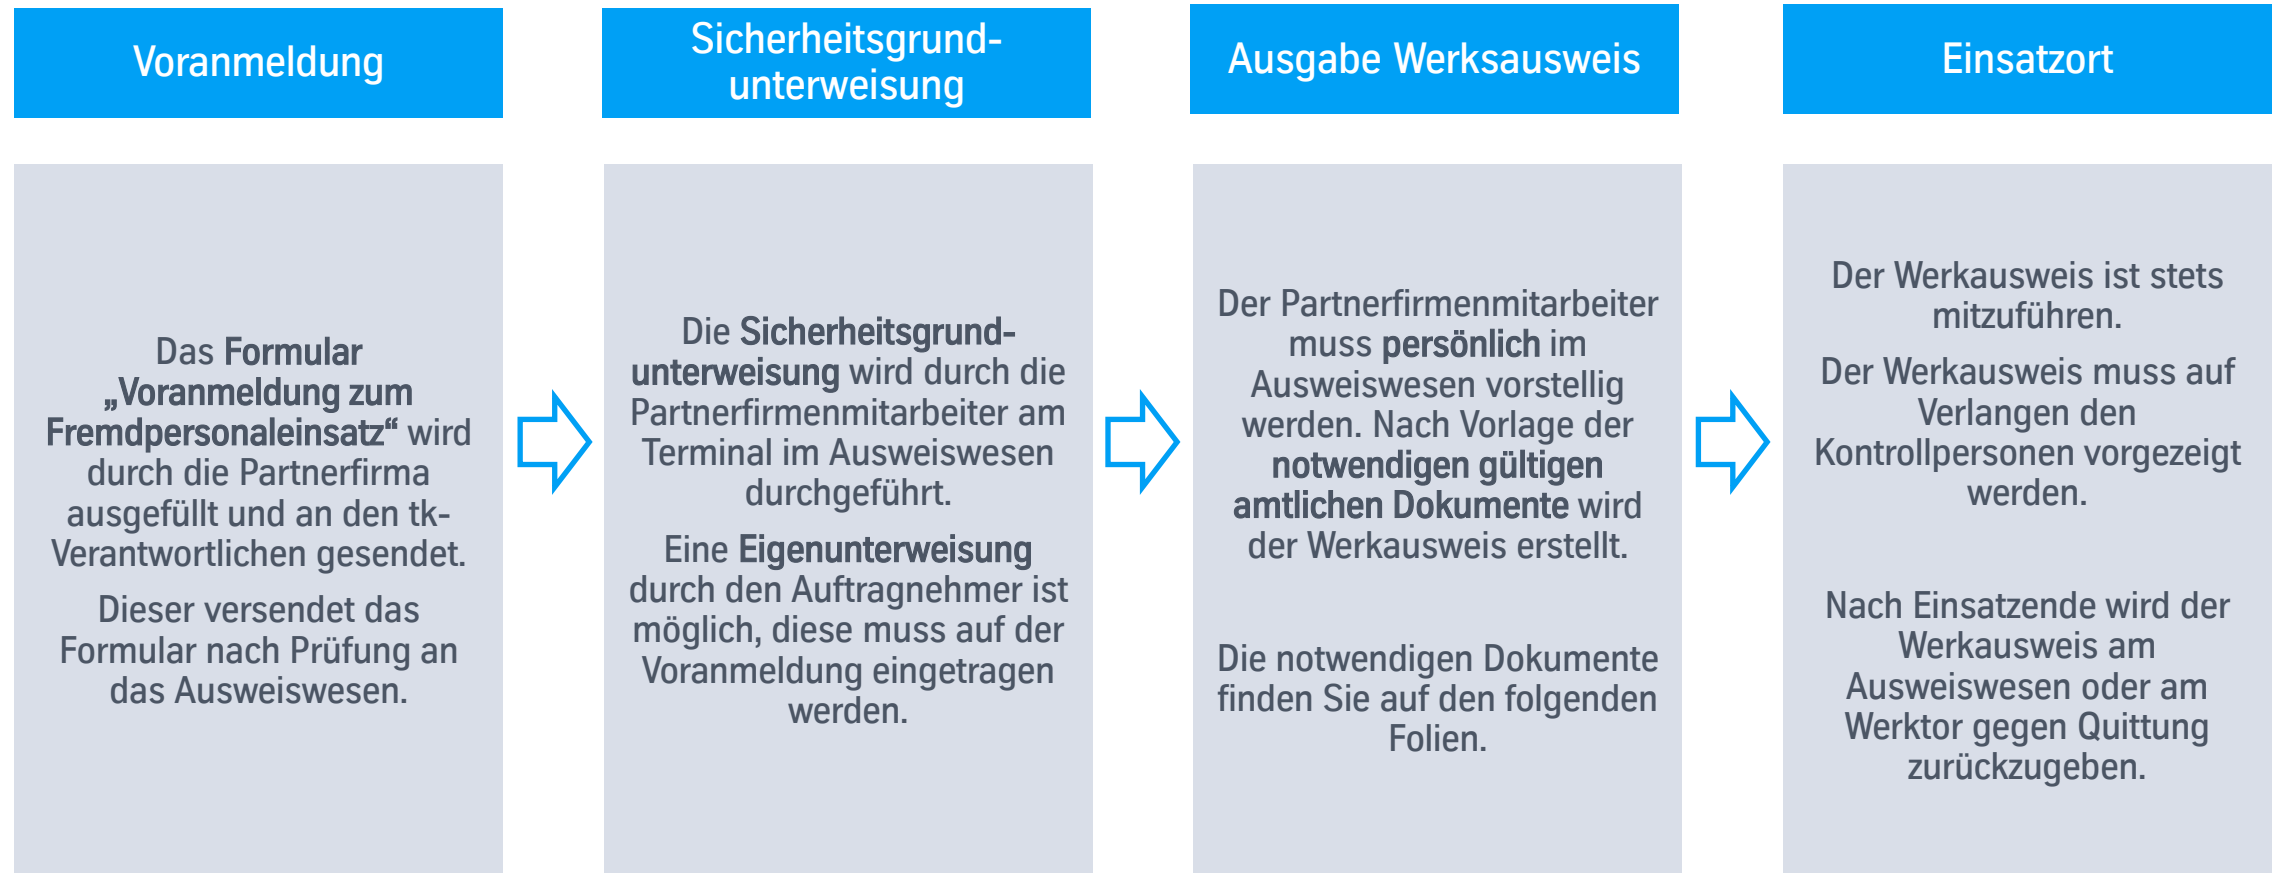 Voranmeldung
Das Formular
„Voranmeldung zum
Fremdpersonaleinsatz“ wird
durch die Partnerfirma
ausgefüllt und an den tk-
Verantwortlichen gesendet.
Dieser versendet das
Formular nach Prüfung an
das Ausweiswesen.
Sicherheitsgrund-
unterweisung
Die Sicherheitsgrund-
unterweisung wird durch die
Partnerfirmenmitarbeiter am
Terminal im Ausweiswesen
durchgeführt.
Eine Eigenunterweisung
durch den Auftragnehmer ist
möglich, diese muss auf der
Voranmeldung eingetragen
werden.
Ausgabe Werksausweis
Der Partnerfirmenmitarbeiter
muss persönlich im
Ausweiswesen vorstellig
werden. Nach Vorlage der
notwendigen gültigen
amtlichen Dokumente wird
der Werkausweis erstellt.
Die notwendigen Dokumente
finden Sie auf den folgenden
Folien.
Einsatzort
Der Werkausweis ist stets
mitzuführen.
Der Werkausweis muss auf
Verlangen den
Kontrollpersonen vorgezeigt
werden.
Nach Einsatzende wird der
Werkausweis am
Ausweiswesen oder am
Werktor gegen Quittung
zurückzugeben.